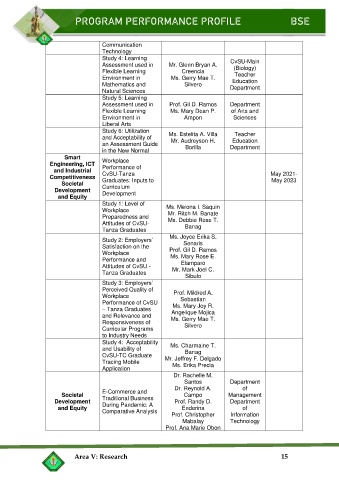 PROGRAM PERFORMANCE PROFILE BSE
Communication
Technology
Study 4: Learning
Assessment used in
Flexible Learning
Environment in
Mathematics and
Natural Sciences
Mr. Glenn Bryan A.
Creencia
Ms. Gerry Mae T.
Silvero
CvSU-Main
(Biology)
Teacher
Education
Department
Study 5: Learning
Assessment used in
Flexible Learning
Environment in
Liberal Arts
Prof. Gil D. Ramos
Ms. Mary Dean P.
Ampon
Department
of Arts and
Sciences
Study 6: Utilization
and Acceptability of
an Assessment Guide
in the New Normal
Ms. Estelita A. Villa
Mr. Audreyson H.
Borilla
Teacher
Education
Department
Smart
Engineering, ICT
and Industrial
Competitiveness
Societal
Development
and Equity
Workplace
Performance of
CvSU-Tanza
Graduates: Inputs to
Curriculum
Development
May 2021-
May 2023
Study 1: Level of
Workplace
Preparedness and
Attitudes of CvSU-
Tanza Graduates
Ms. Melona I. Saquin
Mr. Ritch M. Banate
Ms. Debbie Rose T.
Banag
Study 2: Employers'
Satisfaction on the
Workplace
Performance and
Attitudes of CvSU -
Tanza Graduates
Ms. Joyce Erika S.
Senaris
Prof. Gil D. Ramos
Ms. Mary Rose E.
Elamparo
Mr. Mark Joel C.
Sibulo
Study 3: Employers'
Perceived Quality of
Workplace
Performance of CvSU
– Tanza Graduates
and Relevance and
Responsiveness of
Curricular Programs
to Industry Needs
Prof. Mildred A.
Sebastian
Ms. Mary Joy R.
Angelique Mojica
Ms. Gerry Mae T.
Silvero
Study 4: Acceptability
and Usability of
CvSU-TC Graduate
Tracing Mobile
Application
Ms. Charmaine T.
Banag
Mr. Jeffrey F. Delgado
Ms. Erika Precia
Societal
Development
and Equity
E-Commerce and
Traditional Business
During Pandemic: A
Comparative Analysis
Dr. Rachelle M.
Santos
Dr. Reynold A.
Campo
Prof. Randy D.
Enderina
Prof. Christopher
Mabalay
Prof. Ana Marie Obon
Department
of
Management
Department
of
Information
Technology
Area V: Research 15